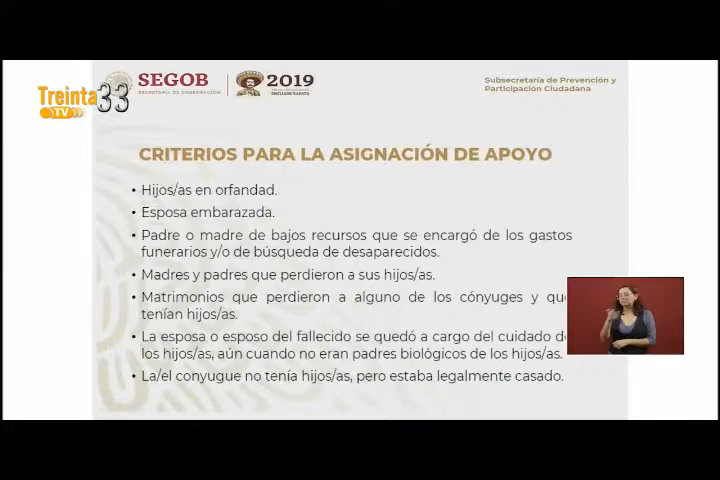 Treinta33
TV
SEGOB
SECRETARÍA DE GOBERNACIÓN
2019
EMILIANO ZAPATA
Subsecretaría de Prevención y
Participación Ciudadana
CRITERIOS PARA LA ASIGNACIÓN DE APOYO
• Hijos/as en orfandad.
• Esposa embarazada.
• Padre o madre de bajos recursos que se encargó de los gastos
funerarios y/o de búsqueda de desaparecidos.
• Madres y padres que perdieron a sus hijos/as.
• Matrimonios que perdieron a alguno de los cónyuges y que
tenían hijos/as.
• La esposa o esposo del fallecido se quedó a cargo del cuidado de
los hijos/as, aún cuando no eran padres biológicos de los hijos/as.
• La/el conyugue no tenía hijos/as, pero estaba legalmente casado.